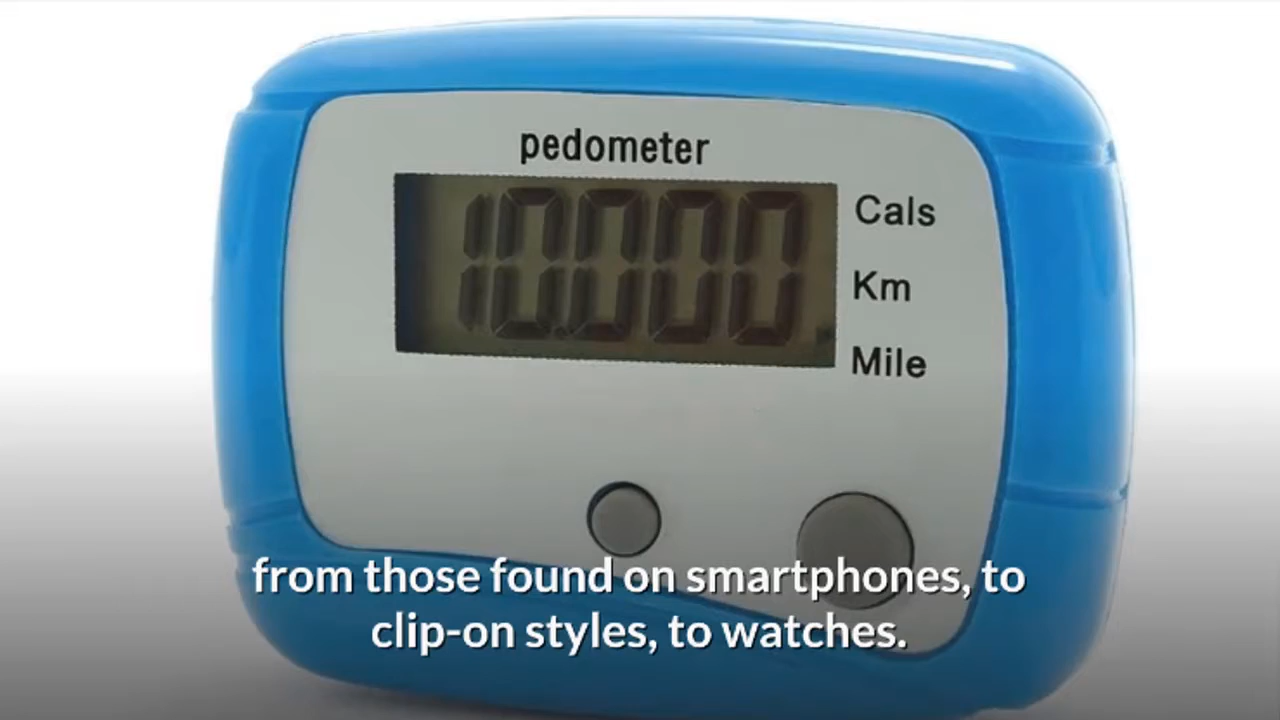 pedometer
10000
Cals
Km
Mile
from those found on smartphones, to
clip-on styles, to watches.